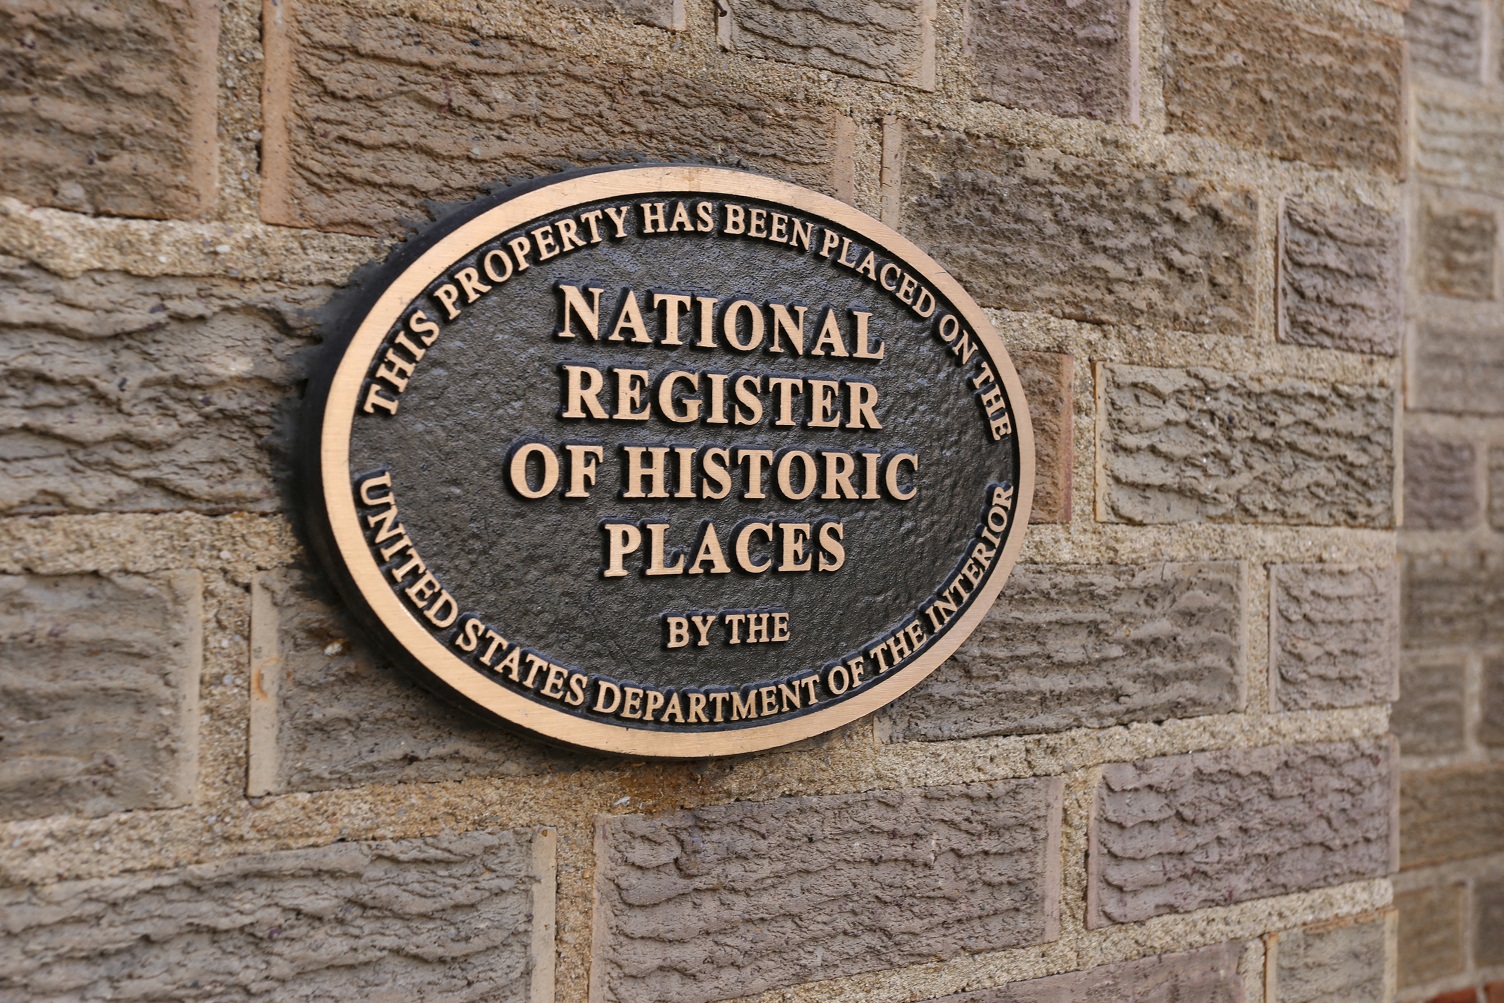 THIS PROPERTY HAS BEEN PLACED ON THE
NATIONAL
REGISTER
OF HISTORIC
PLACES
BY THE
UNITED STATES DEPARTMENT OF THE INTERIOR